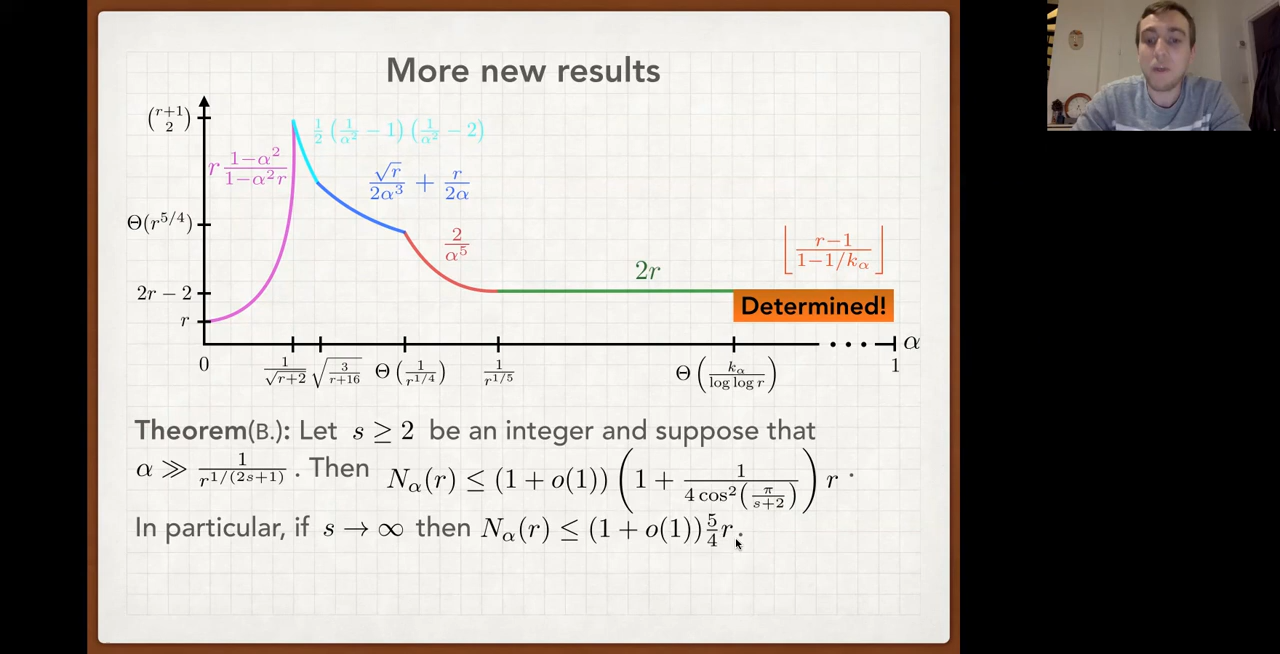 More new results
(r+1 2)
1/2 (1/α² − 1) (1/α² − 2)
r (1−α²)/(1−α²r)
√r/(2α³) + r/(2α)
Θ(r^{5/4})
2/α⁵
⌊(r−1)/(1−1/k_α)⌋
2r
2r − 2
Determined!
r
α
0
1/√(r+2)
√(3/(r+16))
Θ(1/r^{1/4})
1/r^{1/5}
Θ(k_α/(log log r))
1
Theorem(B.): Let s ≥ 2 be an integer and suppose that
α ≫ 1/r^{1/(2s+1)} . Then N_α(r) ≤ (1 + o(1)) (1 + 1/(4 cos²(π/(s+2)))) r .
In particular, if s → ∞ then N_α(r) ≤ (1 + o(1)) 5/4 r .